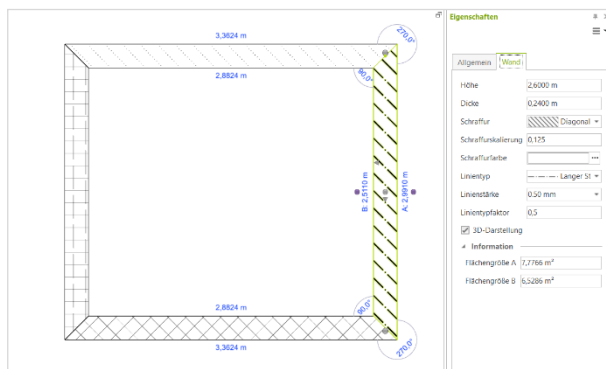 3,3824 m
270,0°
2,8824 m
90,0°
B: 2,5110 m
A: 2,9910 m
2,8824 m
90,0°
3,3624 m
270,0°
Eigenschaften
Allgemein
Wand
Höhe 2,6000 m
Dicke 0,2400 m
Schraffur Diagonal
Schraffurskalierung 0,125
Schraffurfarbe
Linientyp Langer St
Linienstärke 0.50 mm
Linientypfaktor 0,5
3D-Darstellung
Information
Flächengröße A 7,7766 m²
Flächengröße B 6,5286 m²